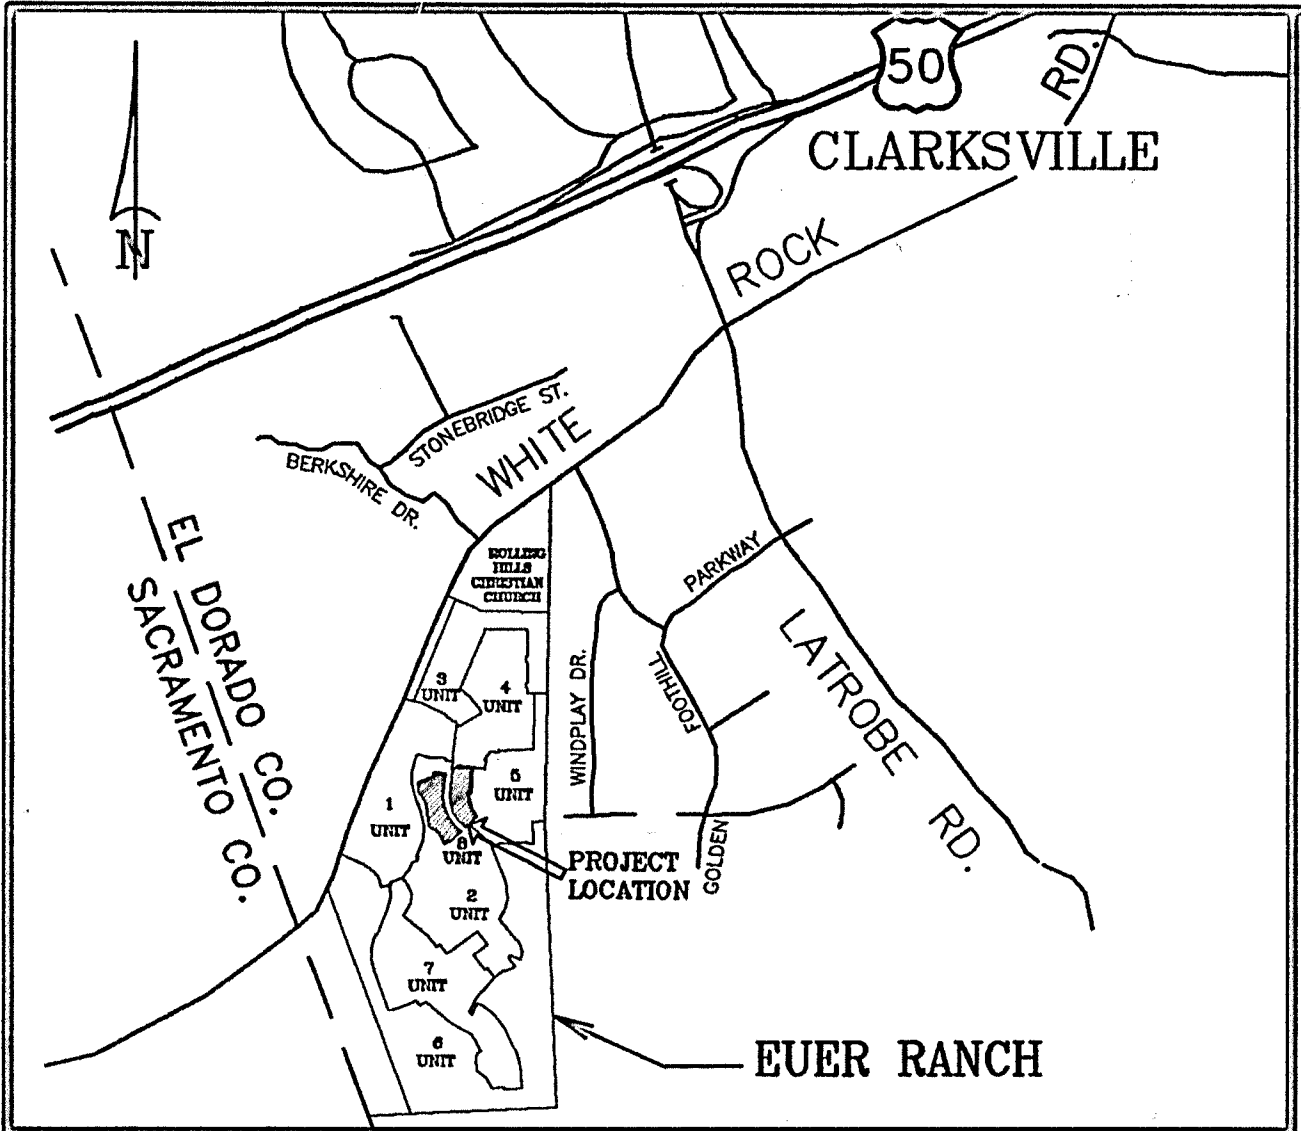 50
RD.
CLARKSVILLE
N
ROCK
STONEBRIDGE ST.
WHITE
BERKSHIRE DR.
EL DORADO CO.
SACRAMENTO CO.
ROLLING
HILLS
CHRISTIAN
CHURCH
PARKWAY
LATROBE RD.
WINDPLAY DR.
FOOTHILL
GOLDEN
3
UNIT
4
UNIT
5
UNIT
1
UNIT
8
UNIT
PROJECT
LOCATION
2
UNIT
7
UNIT
6
UNIT
EUER RANCH